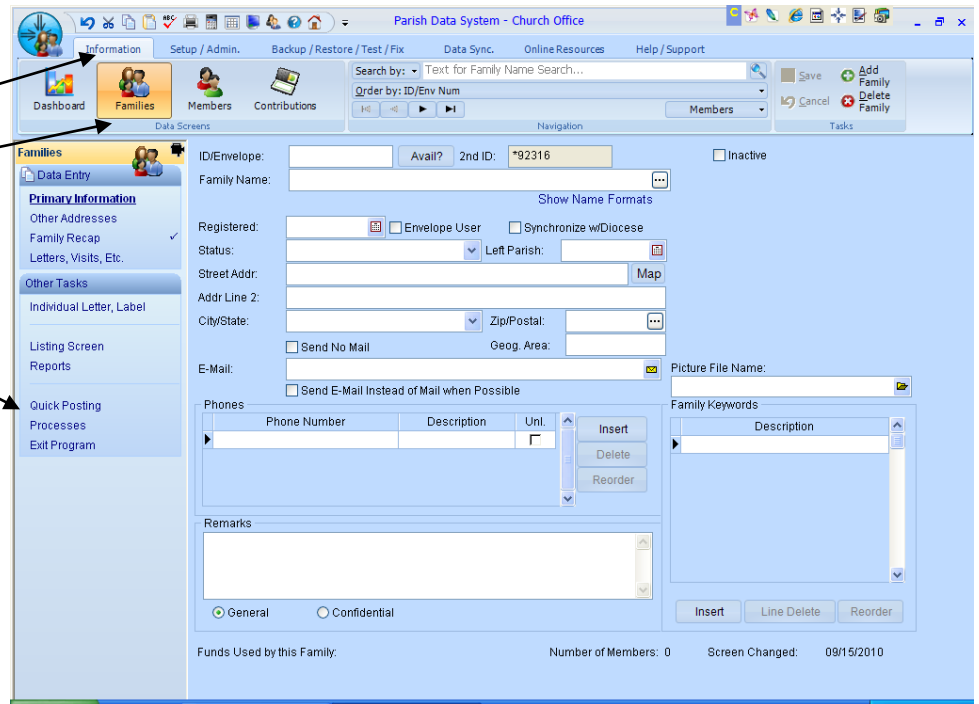 Parish Data System - Church Office
Information Setup / Admin. Backup / Restore / Test / Fix Data Sync. Online Resources Help / Support
Dashboard Families Members Contributions
Data Screens
Search by: Text for Family Name Search...
Order by: ID/Env Num
Members
Navigation
Save Add Family
Cancel Delete Family
Tasks
Families
Data Entry
Primary Information
Other Addresses
Family Recap
Letters, Visits, Etc.
Other Tasks
Individual Letter, Label
Listing Screen
Reports
Quick Posting
Processes
Exit Program
ID/Envelope: Avail? 2nd ID: *92316 Inactive
Family Name:
Show Name Formats
Registered: Envelope User Synchronize w/Diocese
Status: Left Parish:
Street Addr: Map
Addr Line 2:
City/State: Zip/Postal:
Send No Mail Geog. Area:
E-Mail: Picture File Name:
Send E-Mail Instead of Mail when Possible
Phones
Phone Number Description Unl.
Insert
Delete
Reorder
Family Keywords
Description
Insert Line Delete Reorder
Remarks
General Confidential
Funds Used by this Family: Number of Members: 0 Screen Changed: 09/15/2010